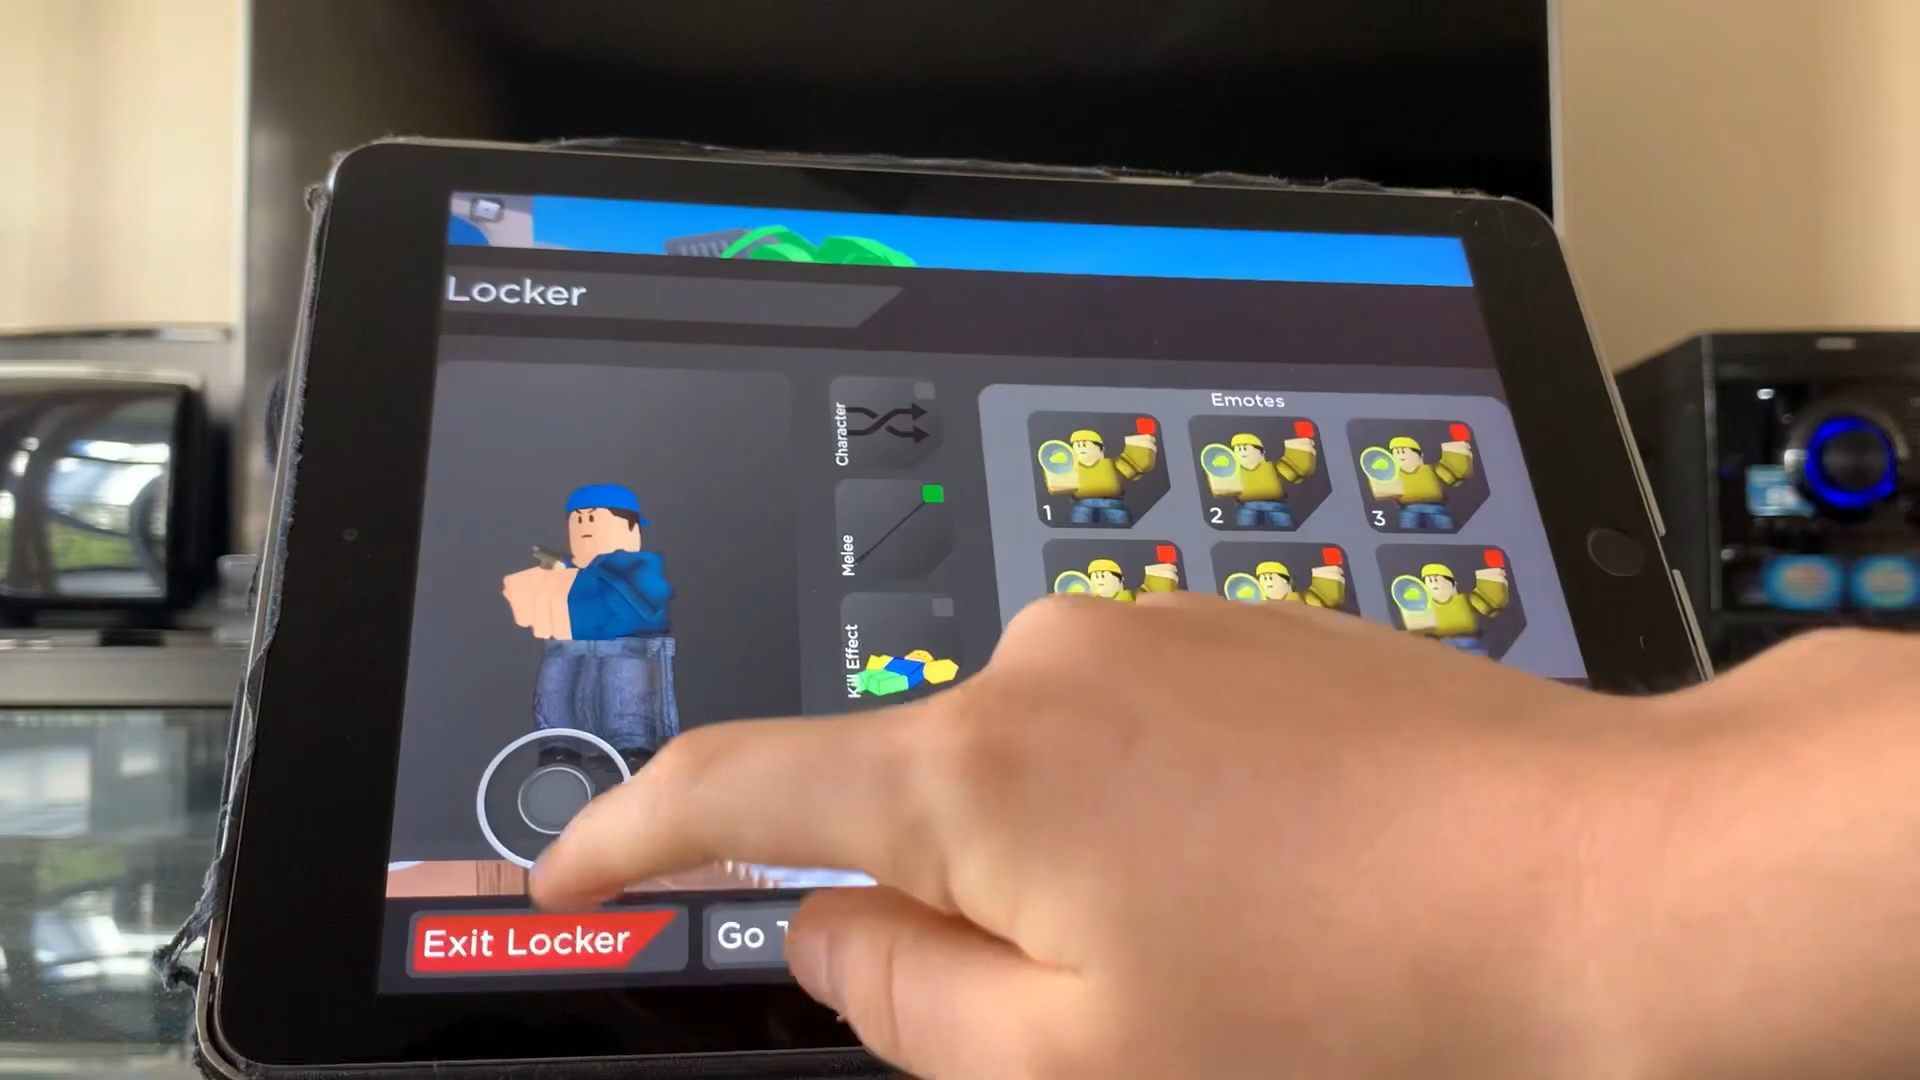 Locker
Character
Melee
Kill Effect
Emotes
1
2
3
Exit Locker
Go